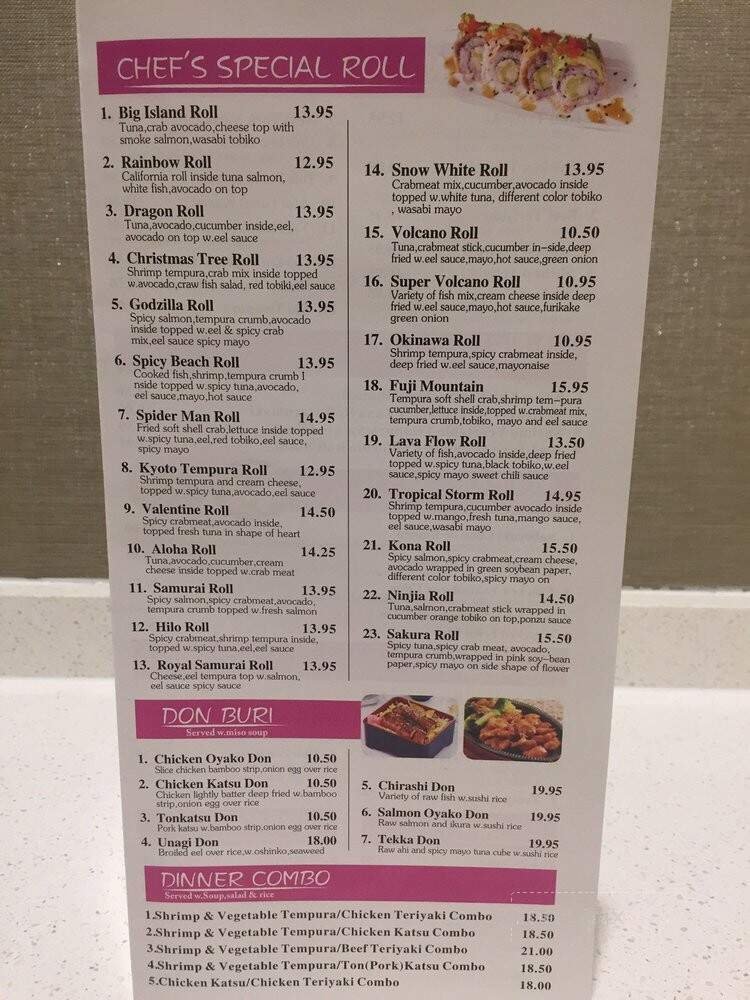 CHEF'S SPECIAL ROLL
1. Big Island Roll 13.95
Tuna,crab avocado,cheese top with
smoke salmon,wasabi tobiko
2. Rainbow Roll 12.95
California roll inside tuna salmon,
white fish,avocado on top
3. Dragon Roll 13.95
Tuna,avocado,cucumber inside,eel,
avocado on top w.eel sauce
4. Christmas Tree Roll 13.95
Shrimp tempura,crab mix inside topped
w.avocado,craw fish salad, red tobiki,eel sauce
5. Godzilla Roll 13.95
Spicy salmon,tempura crumb,avocado
inside topped w.eel & spicy crab
mix,eel sauce spicy mayo
6. Spicy Beach Roll 13.95
Cooked fish,shrimp,tempura crumb I
nside topped w.spicy tuna,avocado,
eel sauce,mayo,hot sauce
7. Spider Man Roll 14.95
Fried soft shell crab,lettuce inside topped
w.spicy tuna,eel,red tobiko,eel sauce,
spicy mayo
8. Kyoto Tempura Roll 12.95
Shrimp tempura and cream cheese,
topped w.spicy tuna,avocado,eel sauce
9. Valentine Roll 14.50
Spicy crabmeat,avocado inside,
topped fresh tuna in shape of heart
10. Aloha Roll 14.25
Tuna,avocado,cucumber,cream
cheese inside topped w.crab meat
11. Samurai Roll 13.95
Spicy salmon,spicy crabmeat,avocado,
tempura crumb topped w.fresh salmon
12. Hilo Roll 13.95
Spicy crabmeat,shrimp tempura inside,
topped w.spicy tuna,eel,eel sauce
13. Royal Samurai Roll 13.95
Cheese,eel tempura top w.salmon,
eel sauce spicy sauce
14. Snow White Roll 13.95
Crabmeat mix,cucumber,avocado inside
topped w.white tuna, different color tobiko
, wasabi mayo
15. Volcano Roll 10.50
Tuna,crabmeat stick,cucumber in-side,deep
fried w.eel sauce,mayo,hot sauce,green onion
16. Super Volcano Roll 10.95
Variety of fish mix,cream cheese inside deep
fried w.eel sauce,mayo,hot sauce,furikake
green onion
17. Okinawa Roll 10.95
Shrimp tempura,spicy crabmeat inside,
deep fried w.eel sauce,mayonaise
18. Fuji Mountain 15.95
Tempura soft shell crab,shrimp tem-pura
cucumber,lettuce inside,topped w.crabmeat mix,
tempura crumb,tobiko, mayo and eel sauce
19. Lava Flow Roll 13.50
Variety of fish,avocado inside,deep fried
topped w.spicy tuna,black tobiko,w.eel
sauce,spicy mayo sweet chili sauce
20. Tropical Storm Roll 14.95
Shrimp tempura,cucumber avocado inside
topped w.mango,fresh tuna,mango sauce,
eel sauce,wasabi mayo
21. Kona Roll 15.50
Spicy salmon,spicy crabmeat,cream cheese,
avocado wrapped in green soybean paper,
different color tobiko,spicy mayo on
22. Ninjia Roll 14.50
Tuna,salmon,crabmeat stick wrapped in
cucumber orange tobiko on top,ponzu sauce
23. Sakura Roll 15.50
Spicy tuna,spicy crab meat, avocado,
tempura crumb,wrapped in pink soy-bean
paper,spicy mayo on side shape of flower
DON BURI
Served w.miso soup
1. Chicken Oyako Don 10.50
Slice chicken bamboo strip,onion egg over rice
2. Chicken Katsu Don 10.50
Chicken lightly batter deep fried w.bamboo
strip,onion egg over rice
3. Tonkatsu Don 10.50
Pork katsu w.bamboo strip,onion egg over rice
4. Unagi Don 18.00
Broiled eel over rice,w.oshinko,seaweed
5. Chirashi Don 19.95
Variety of raw fish w.sushi rice
6. Salmon Oyako Don 19.95
Raw salmon and ikura w.sushi rice
7. Tekka Don 19.95
Raw ahi and spicy mayo tuna cube w.sushi rice
DINNER COMBO
Served w.Soup,salad & rice
1.Shrimp & Vegetable Tempura/Chicken Teriyaki Combo 18.50
2.Shrimp & Vegetable Tempura/Chicken Katsu Combo 18.50
3.Shrimp & Vegetable Tempura/Beef Teriyaki Combo 21.00
4.Shrimp & Vegetable Tempura/Ton(Pork)Katsu Combo 18.50
5.Chicken Katsu/Chicken Teriyaki Combo 18.00